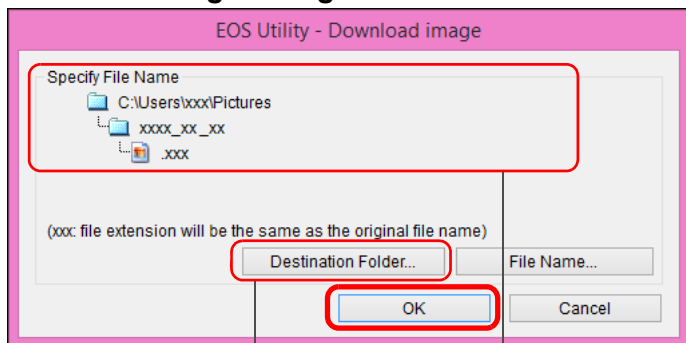 EOS Utility - Download image
Specify File Name
C:\Users\xxx\Pictures
xxxx_xx_xx
.xxx
(xxx: file extension will be the same as the original file name)
Destination Folder... File Name...
OK Cancel